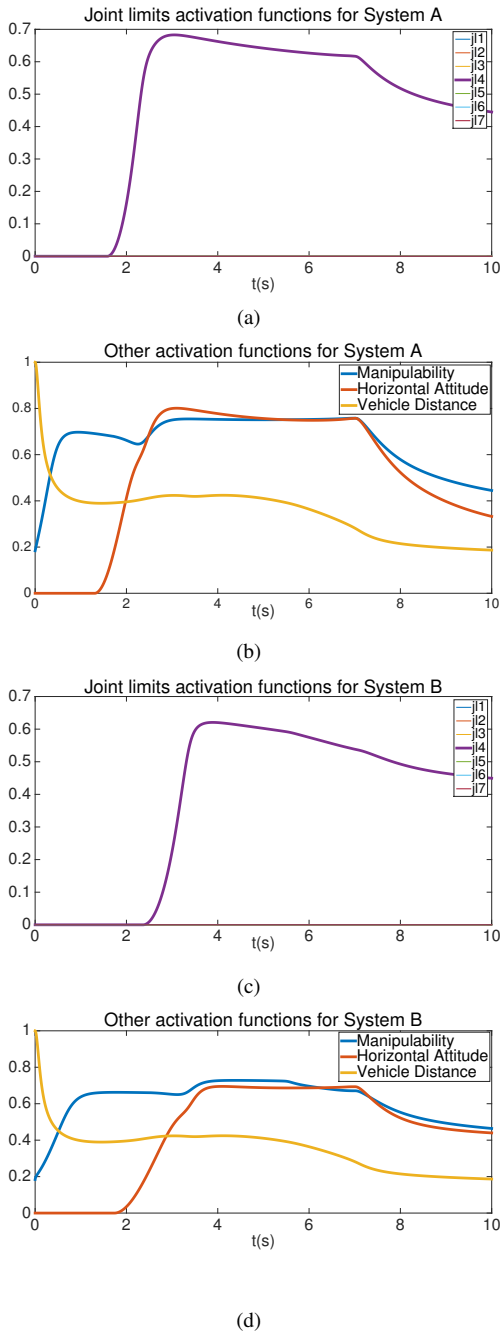 Joint limits activation functions for System A
0.7
0.6
0.5
0.4
0.3
0.2
0.1
0
jl1
jl2
jl3
jl4
jl5
jl6
jl7
0 2 4 6 8 10
t(s)
(a)
Other activation functions for System A
1
0.8
0.6
0.4
0.2
0
Manipulability
Horizontal Attitude
Vehicle Distance
0 2 4 6 8 10
t(s)
(b)
Joint limits activation functions for System B
0.7
0.6
0.5
0.4
0.3
0.2
0.1
0
jl1
jl2
jl3
jl4
jl5
jl6
jl7
0 2 4 6 8 10
t(s)
(c)
Other activation functions for System B
1
0.8
0.6
0.4
0.2
0
Manipulability
Horizontal Attitude
Vehicle Distance
0 2 4 6 8 10
t(s)
(d)